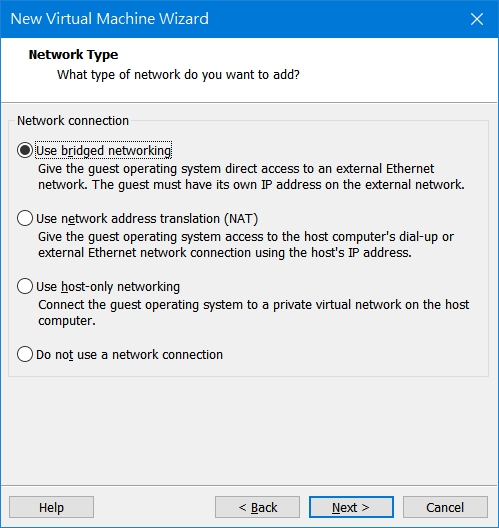 New Virtual Machine Wizard
Network Type
What type of network do you want to add?
Network connection
Use bridged networking
Give the guest operating system direct access to an external Ethernet
network. The guest must have its own IP address on the external network.
Use network address translation (NAT)
Give the guest operating system access to the host computer's dial-up or
external Ethernet network connection using the host's IP address.
Use host-only networking
Connect the guest operating system to a private virtual network on the host
computer.
Do not use a network connection
Help
< Back
Next >
Cancel